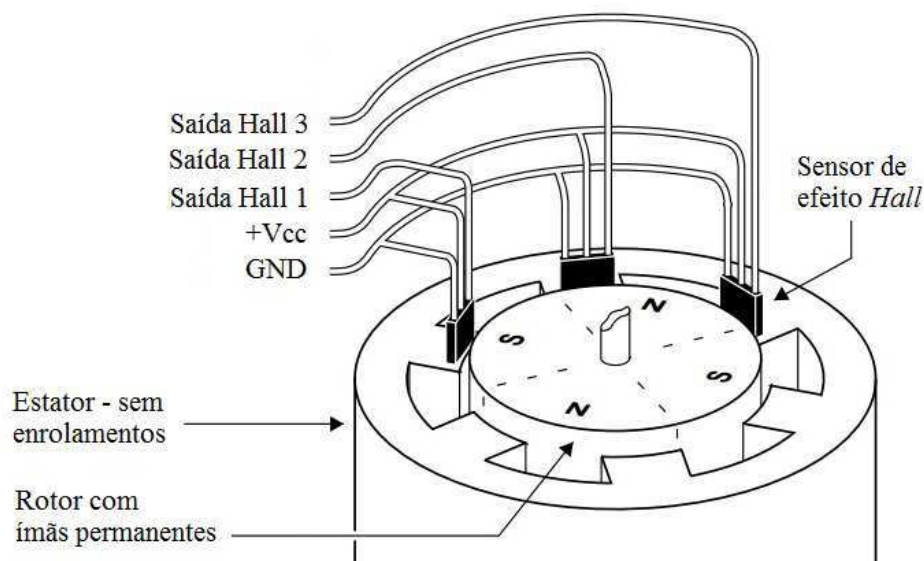 Saída Hall 3
Saída Hall 2
Saída Hall 1
+Vcc
GND
Sensor de
efeito Hall
N
S
S
N
Estator - sem
enrolamentos
Rotor com
ímãs permanentes